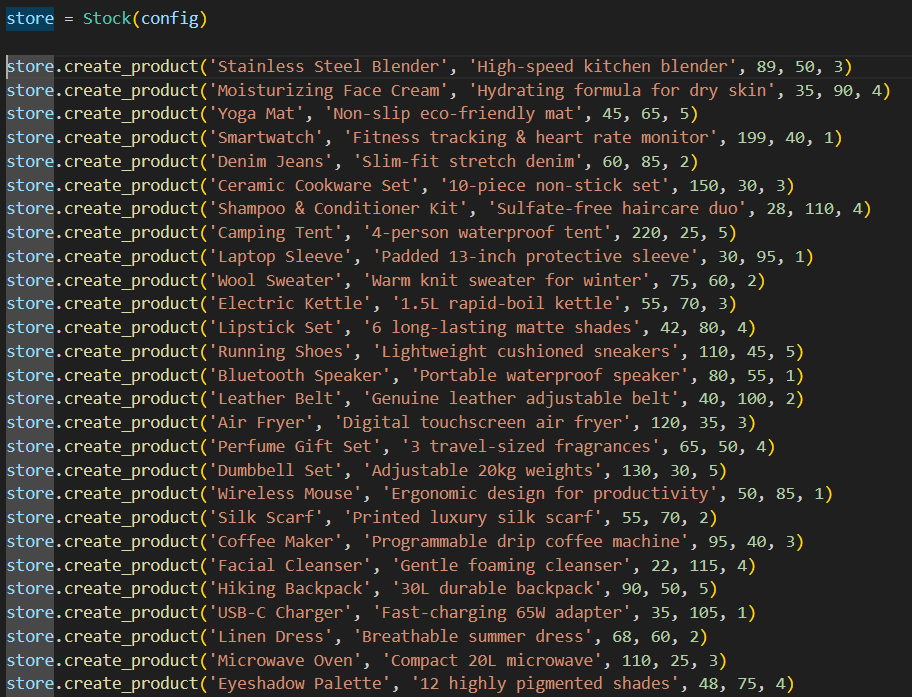 store = Stock(config)
store.create_product('Stainless Steel Blender', 'High-speed kitchen blender', 89, 50, 3)
store.create_product('Moisturizing Face Cream', 'Hydrating formula for dry skin', 35, 90, 4)
store.create_product('Yoga Mat', 'Non-slip eco-friendly mat', 45, 65, 5)
store.create_product('Smartwatch', 'Fitness tracking & heart rate monitor', 199, 40, 1)
store.create_product('Denim Jeans', 'Slim-fit stretch denim', 60, 85, 2)
store.create_product('Ceramic Cookware Set', '10-piece non-stick set', 150, 30, 3)
store.create_product('Shampoo & Conditioner Kit', 'Sulfate-free haircare duo', 28, 110, 4)
store.create_product('Camping Tent', '4-person waterproof tent', 220, 25, 5)
store.create_product('Laptop Sleeve', 'Padded 13-inch protective sleeve', 30, 95, 1)
store.create_product('Wool Sweater', 'Warm knit sweater for winter', 75, 60, 2)
store.create_product('Electric Kettle', '1.5L rapid-boil kettle', 55, 70, 3)
store.create_product('Lipstick Set', '6 long-lasting matte shades', 42, 80, 4)
store.create_product('Running Shoes', 'Lightweight cushioned sneakers', 110, 45, 5)
store.create_product('Bluetooth Speaker', 'Portable waterproof speaker', 80, 55, 1)
store.create_product('Leather Belt', 'Genuine leather adjustable belt', 40, 100, 2)
store.create_product('Air Fryer', 'Digital touchscreen air fryer', 120, 35, 3)
store.create_product('Perfume Gift Set', '3 travel-sized fragrances', 65, 50, 4)
store.create_product('Dumbbell Set', 'Adjustable 20kg weights', 130, 30, 5)
store.create_product('Wireless Mouse', 'Ergonomic design for productivity', 50, 85, 1)
store.create_product('Silk Scarf', 'Printed luxury silk scarf', 55, 70, 2)
store.create_product('Coffee Maker', 'Programmable drip coffee machine', 95, 40, 3)
store.create_product('Facial Cleanser', 'Gentle foaming cleanser', 22, 115, 4)
store.create_product('Hiking Backpack', '30L durable backpack', 90, 50, 5)
store.create_product('USB-C Charger', 'Fast-charging 65W adapter', 35, 105, 1)
store.create_product('Linen Dress', 'Breathable summer dress', 68, 60, 2)
store.create_product('Microwave Oven', 'Compact 20L microwave', 110, 25, 3)
store.create_product('Eyeshadow Palette', '12 highly pigmented shades', 48, 75, 4)